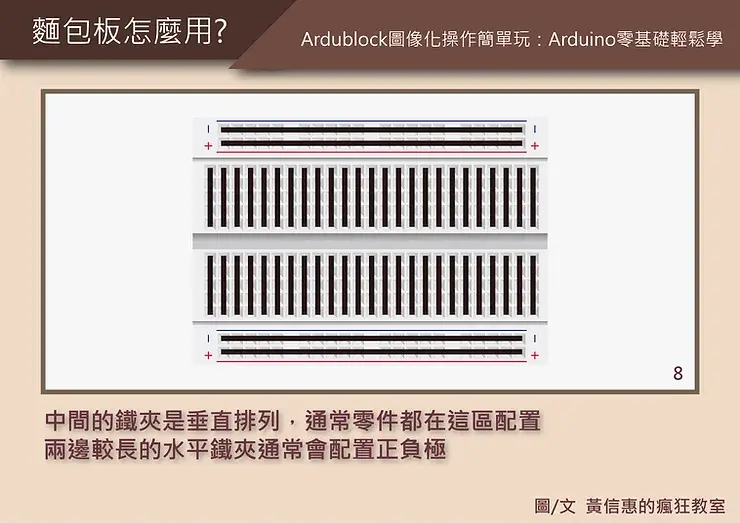 麵包板怎麼用?
Ardublock圖像化操作簡單玩：Arduino零基礎輕鬆學
8
中間的鐵夾是垂直排列，通常零件都在這區配置
兩邊較長的水平鐵夾通常會配置正負極
圖/文 黃信惠的瘋狂教室